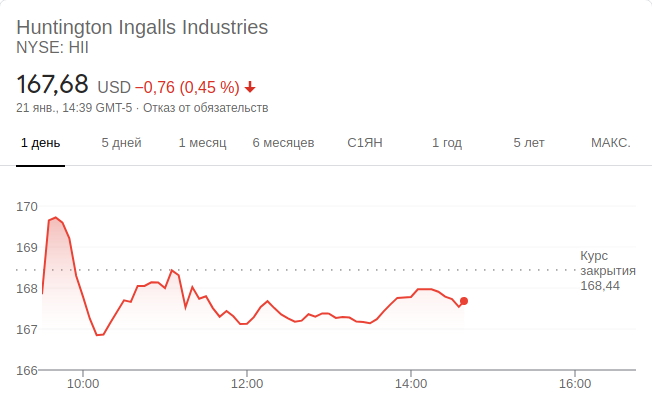 Huntington Ingalls Industries
NYSE: HII
167,68 USD −0,76 (0,45 %)
21 янв., 14:39 GMT-5 · Отказ от обязательств
1 день 5 дней 1 месяц 6 месяцев С1ЯН 1 год 5 лет МАКС.
170
169
Курс
закрытия
168,44
168
167
166
10:00 12:00 14:00 16:00